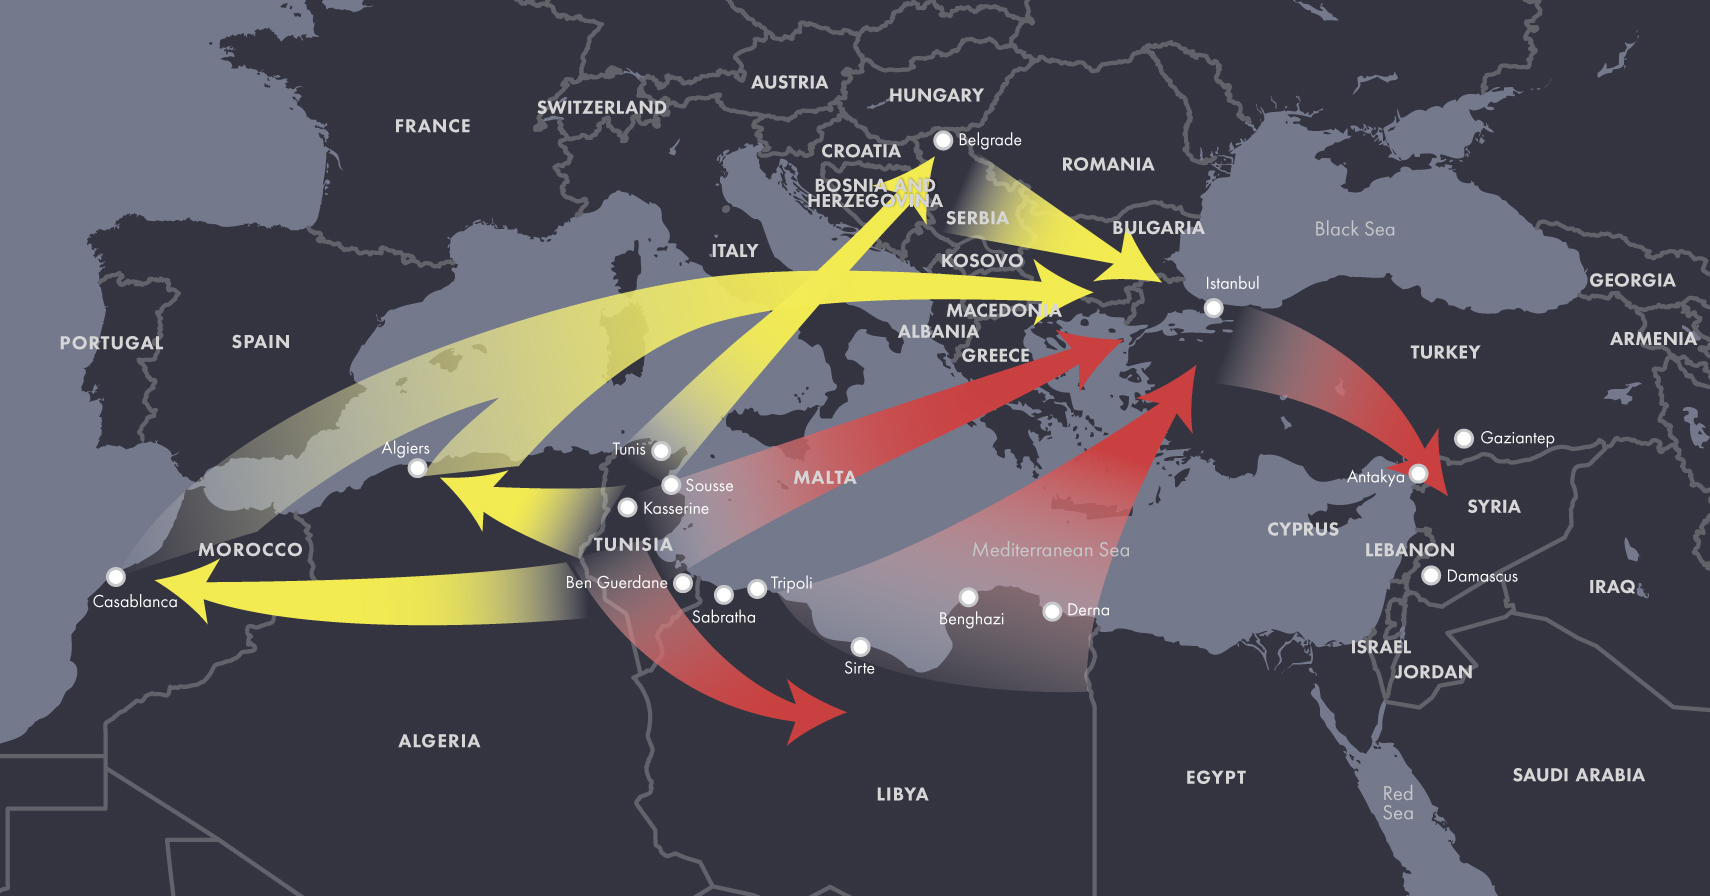 AUSTRIA
HUNGARY
SWITZERLAND
FRANCE
Belgrade
CROATIA
ROMANIA
BOSNIA AND
HERZEGOVINA
SERBIA
BULGARIA
Black Sea
ITALY
KOSOVO
Istanbul
GEORGIA
MACEDONIA
ALBANIA
PORTUGAL
SPAIN
GREECE
TURKEY
ARMENIA
Algiers
Tunis
Gaziantep
MALTA
Antakya
Sousse
Kasserine
SYRIA
CYPRUS
TUNISIA
MOROCCO
Mediterranean Sea
LEBANON
Damascus
Ben Guerdane
Tripoli
IRAQ
Casablanca
Sabratha
Benghazi
Derna
Sirte
ISRAEL
JORDAN
ALGERIA
EGYPT
SAUDI ARABIA
LIBYA
Red
Sea